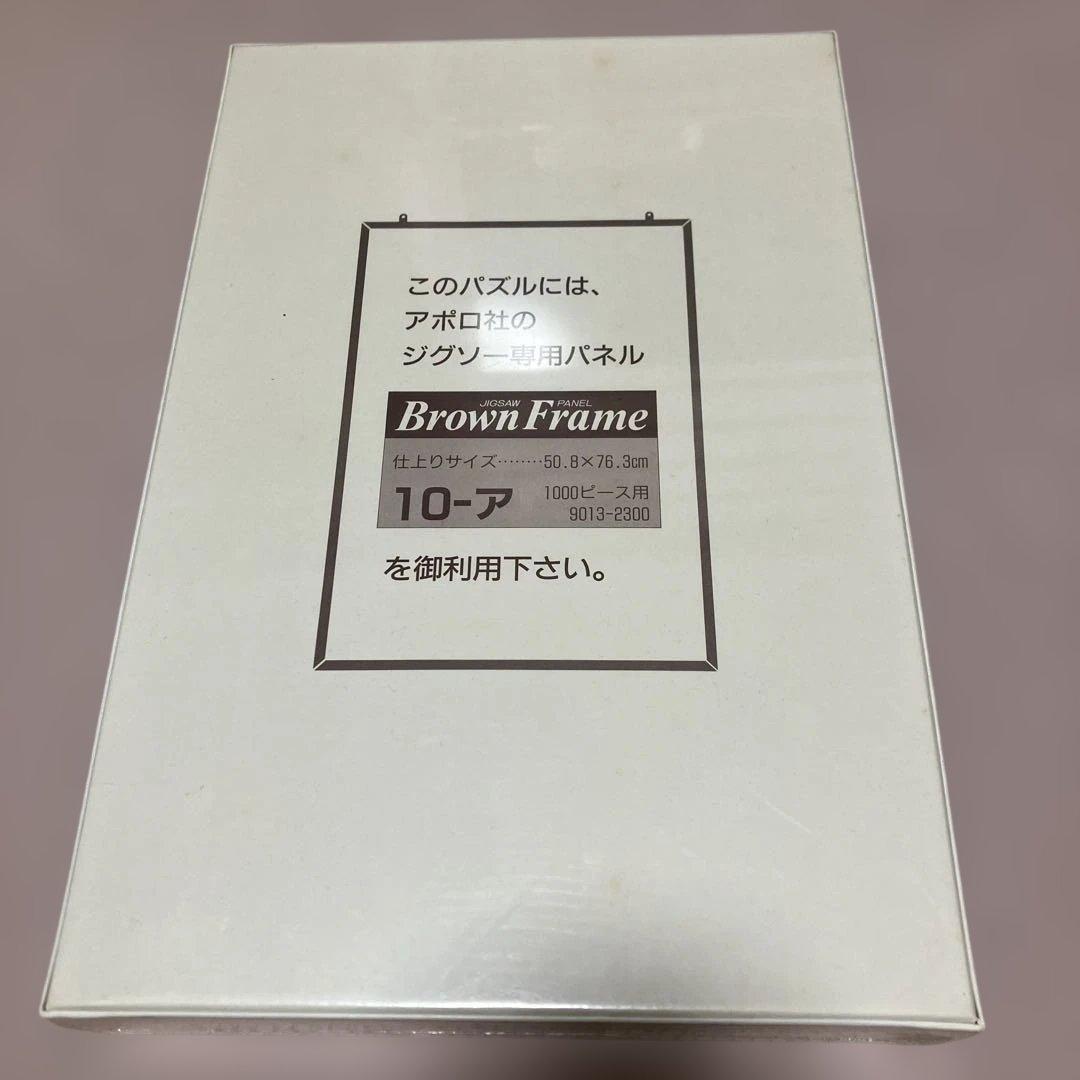 このパズルには、
アポロ社の
ジグソー専用パネル
JIGSAW PANEL
Brown Frame
仕上りサイズ‥‥‥‥50.8×76.3㎝
10-ア 1000ピース用
9013-2300
を御利用下さい。